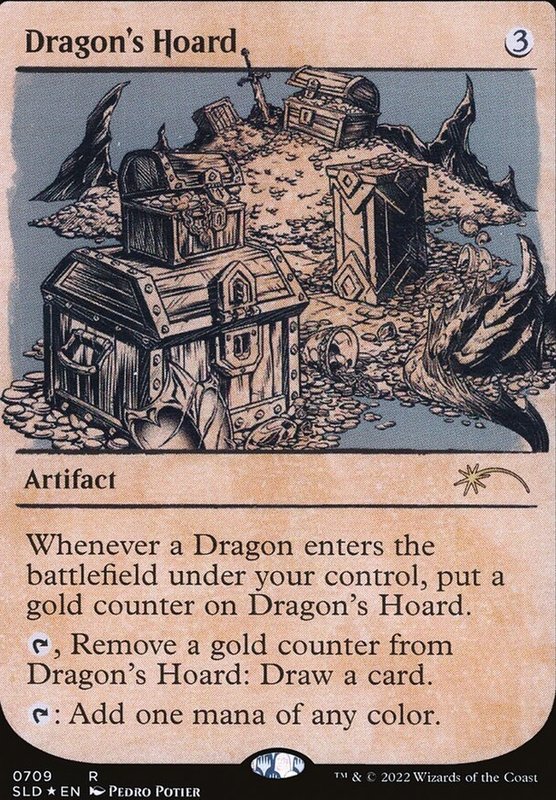 Dragon's Hoard 3
Artifact
Whenever a Dragon enters the
battlefield under your control, put a
gold counter on Dragon's Hoard.
, Remove a gold counter from
Dragon's Hoard: Draw a card.
: Add one mana of any color.
0709 R
SLD ★ EN Pedro Potier
™ & © 2022 Wizards of the Coast